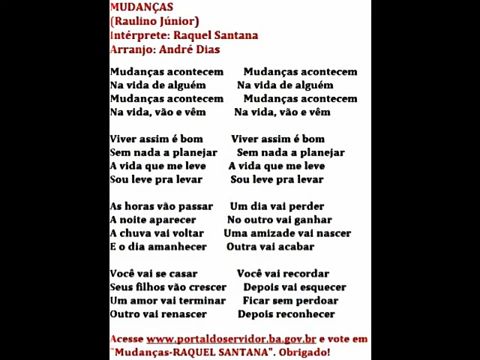 MUDANÇAS
(Raulino Júnior)
Intérprete: Raquel Santana
Arranjo: André Dias
Mudanças acontecem Mudanças acontecem
Na vida de alguém Na vida de alguém
Mudanças acontecem Mudanças acontecem
Na vida, vão e vêm Na vida, vão e vêm
Viver assim é bom Viver assim é bom
Sem nada a planejar Sem nada a planejar
A vida que me leve A vida que me leve
Sou leve pra levar Sou leve pra levar
As horas vão passar Um dia vai perder
A noite aparecer No outro vai ganhar
A chuva vai voltar Uma amizade vai nascer
E o dia amanhecer Outra vai acabar
Você vai se casar Você vai recordar
Seus filhos vão crescer Depois vai esquecer
Um amor vai terminar Ficar sem perdoar
Outro vai renascer Depois reconhecer
Acesse www.portaldoservidor.ba.gov.br e vote em
"Mudanças-RAQUEL SANTANA". Obrigado!